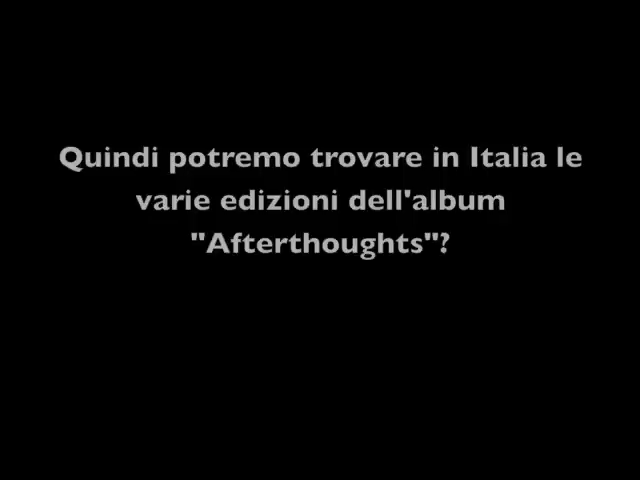 Quindi potremo trovare in Italia le
varie edizioni dell'album
"Afterthoughts"?